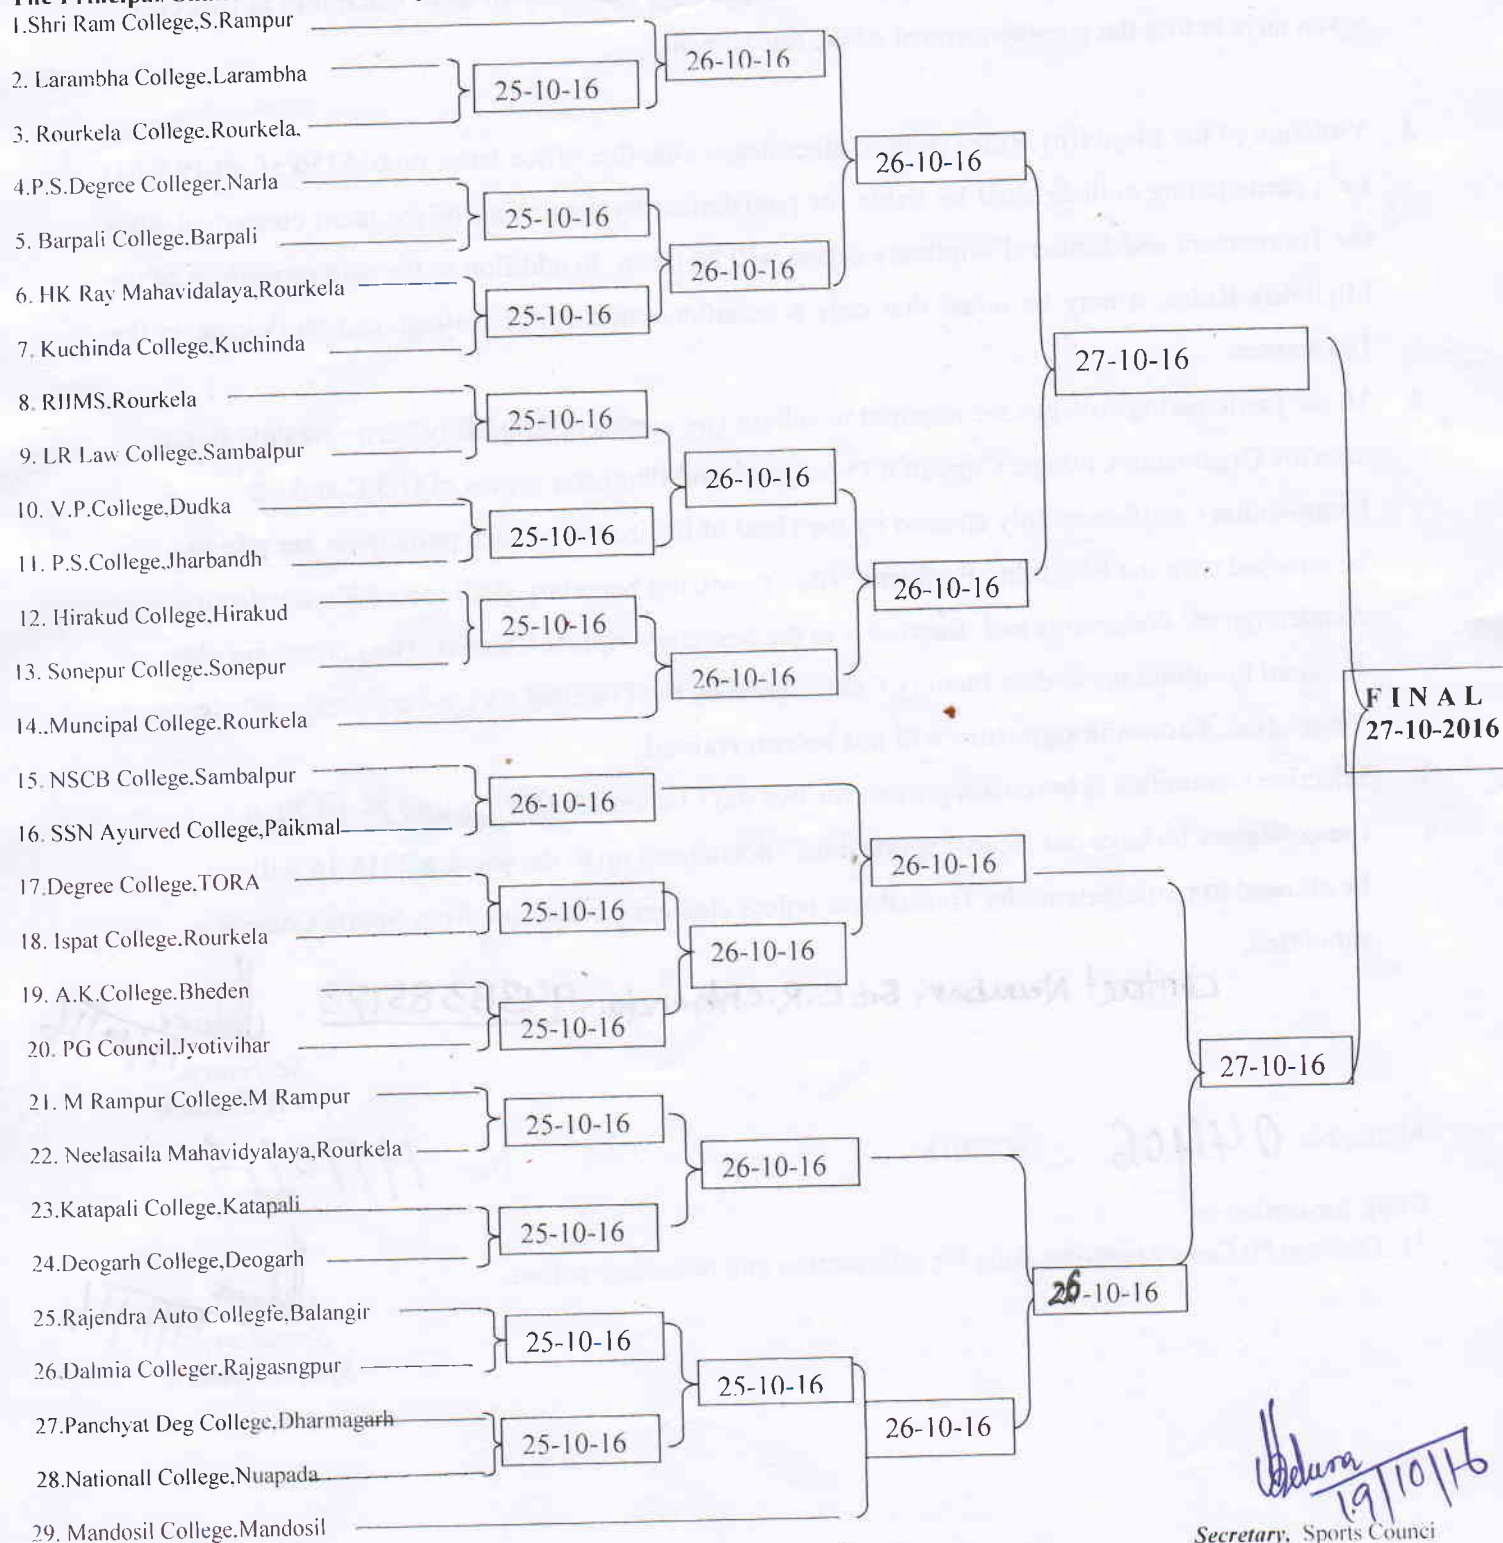 1.Shri Ram College,S.Rampur
26-10-16
2. Larambha College.Larambha
25-10-16
3. Rourkela College.Rourkela.
26-10-16
4.P.S.Degree Colleger.Narla
25-10-16
5. Barpali College.Barpali
26-10-16
6. HK Ray Mahavidalaya,Rourkela
25-10-16
7. Kuchinda College,Kuchinda
27-10-16
8. RIIMS.Rourkela
25-10-16
9. LR Law College.Sambalpur
26-10-16
10. V.P.College.Dudka
25-10-16
11. P.S.College,Jharbandh
26-10-16
12. Hirakud College,Hirakud
25-10-16
13. Sonepur College.Sonepur
26-10-16
14..Muncipal College.Rourkela
FINAL
27-10-2016
15. NSCB College.Sambalpur
26-10-16
16. SSN Ayurved College,Paikmal
26-10-16
17.Degree College.TORA
25-10-16
18. Ispat College.Rourkela
26-10-16
19. A.K.College.Bheden
25-10-16
20. PG Council.Jyotivihar
27-10-16
21. M Rampur College.M Rampur
25-10-16
22. Neelasaila Mahavidyalaya,Rourkela
26-10-16
23.Katapali College.Katapali
25-10-16
24.Deogarh College,Deogarh
26-10-16
25.Rajendra Auto Collegfe,Balangir
25-10-16
26.Dalmia Colleger.Rajgasngpur
25-10-16
27.Panchyat Deg College,Dharmagarh
26-10-16
25-10-16
28.Nationall College,Nuapada
29. Mandosil College.Mandosil
19/10/16
Secretary, Sports Counci